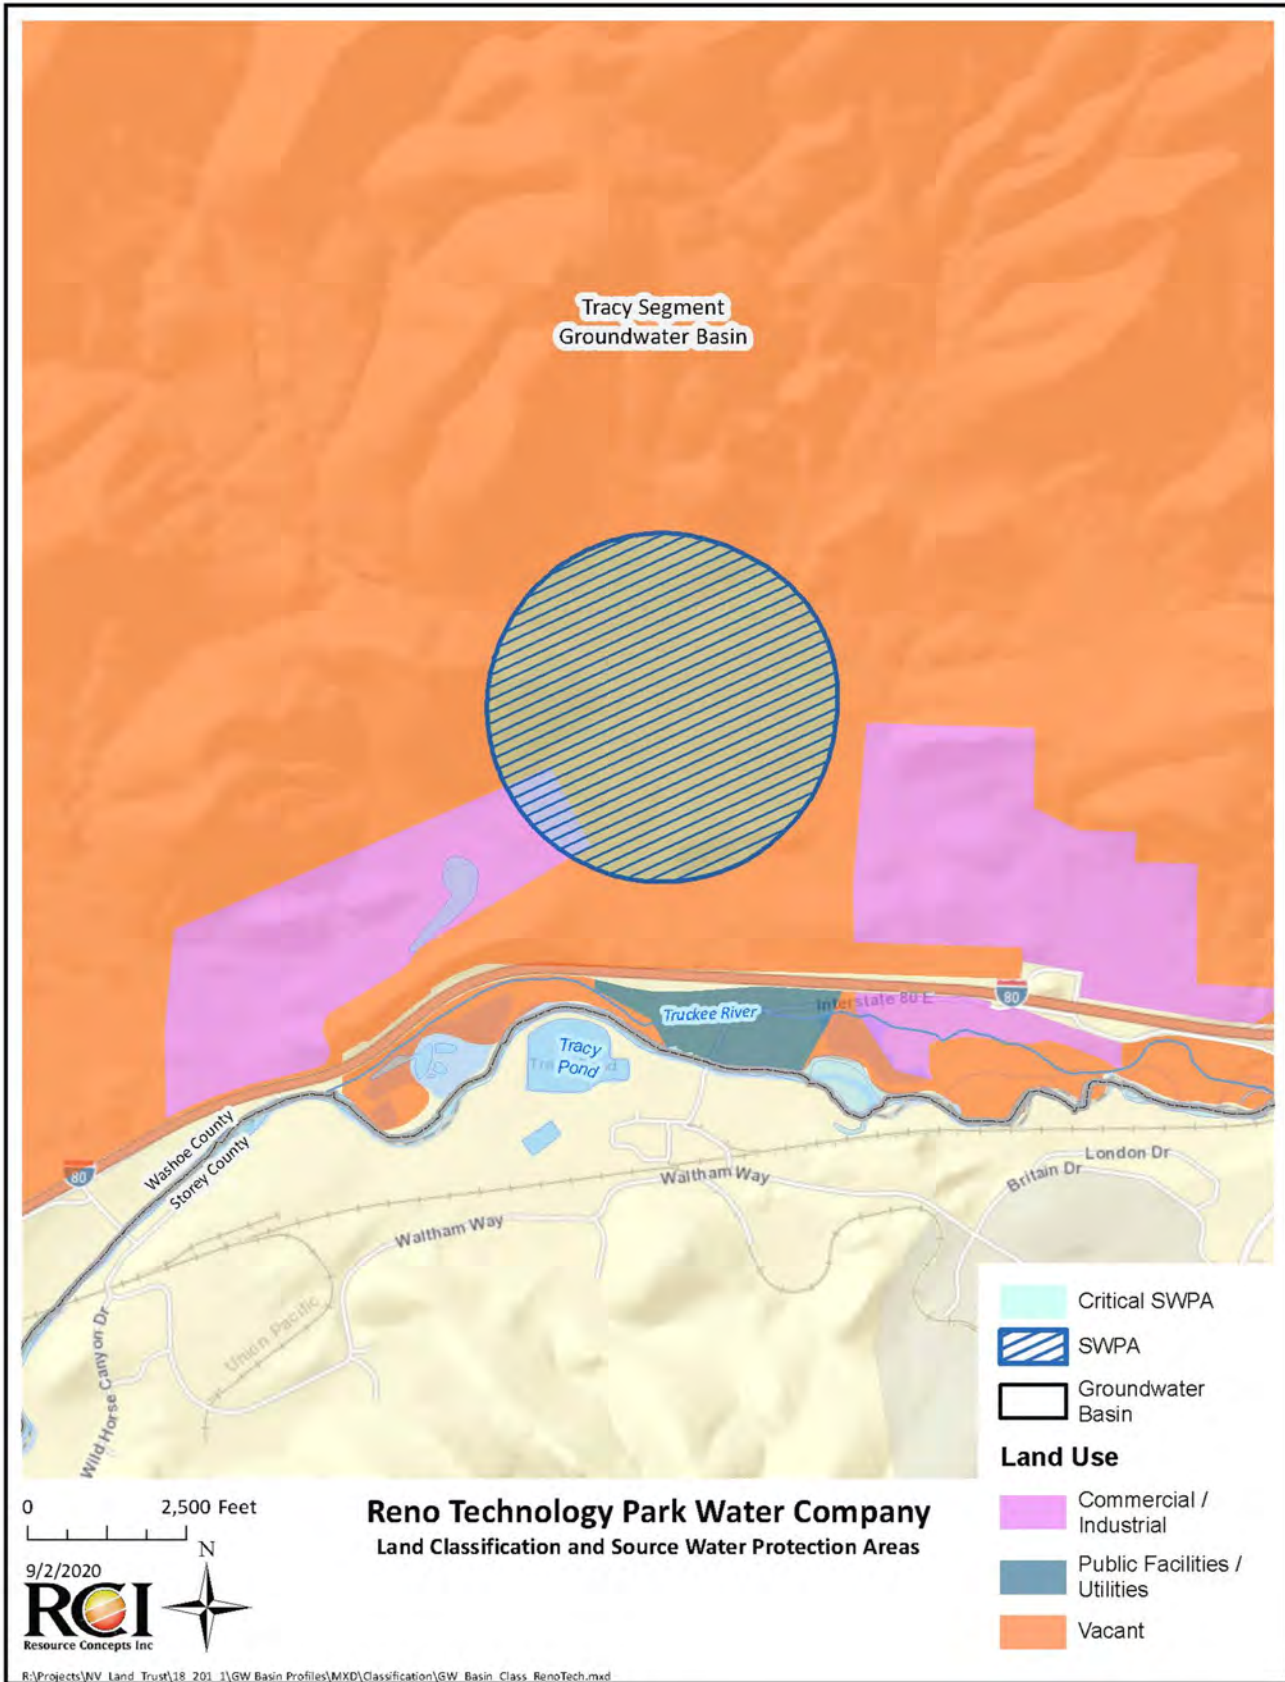 Tracy Segment
Groundwater Basin
Truckee River
Interstate 80 E
80
Tracy
Pond
Washoe County
Storey County
80
London Dr
Britain Dr
Waltham Way
Waltham Way
Union Pacific
Wild Horse Canyon Dr
Critical SWPA
SWPA
Groundwater
Basin
Land Use
Commercial /
Industrial
Public Facilities /
Utilities
Vacant
0 2,500 Feet
Reno Technology Park Water Company
Land Classification and Source Water Protection Areas
N
9/2/2020
RCI
Resource Concepts Inc
R:\Projects\NV_Land_Trust\18_201_1\GW Basin Profiles\MXD\Classification\GW_Basin_Class_RenoTech.mxd